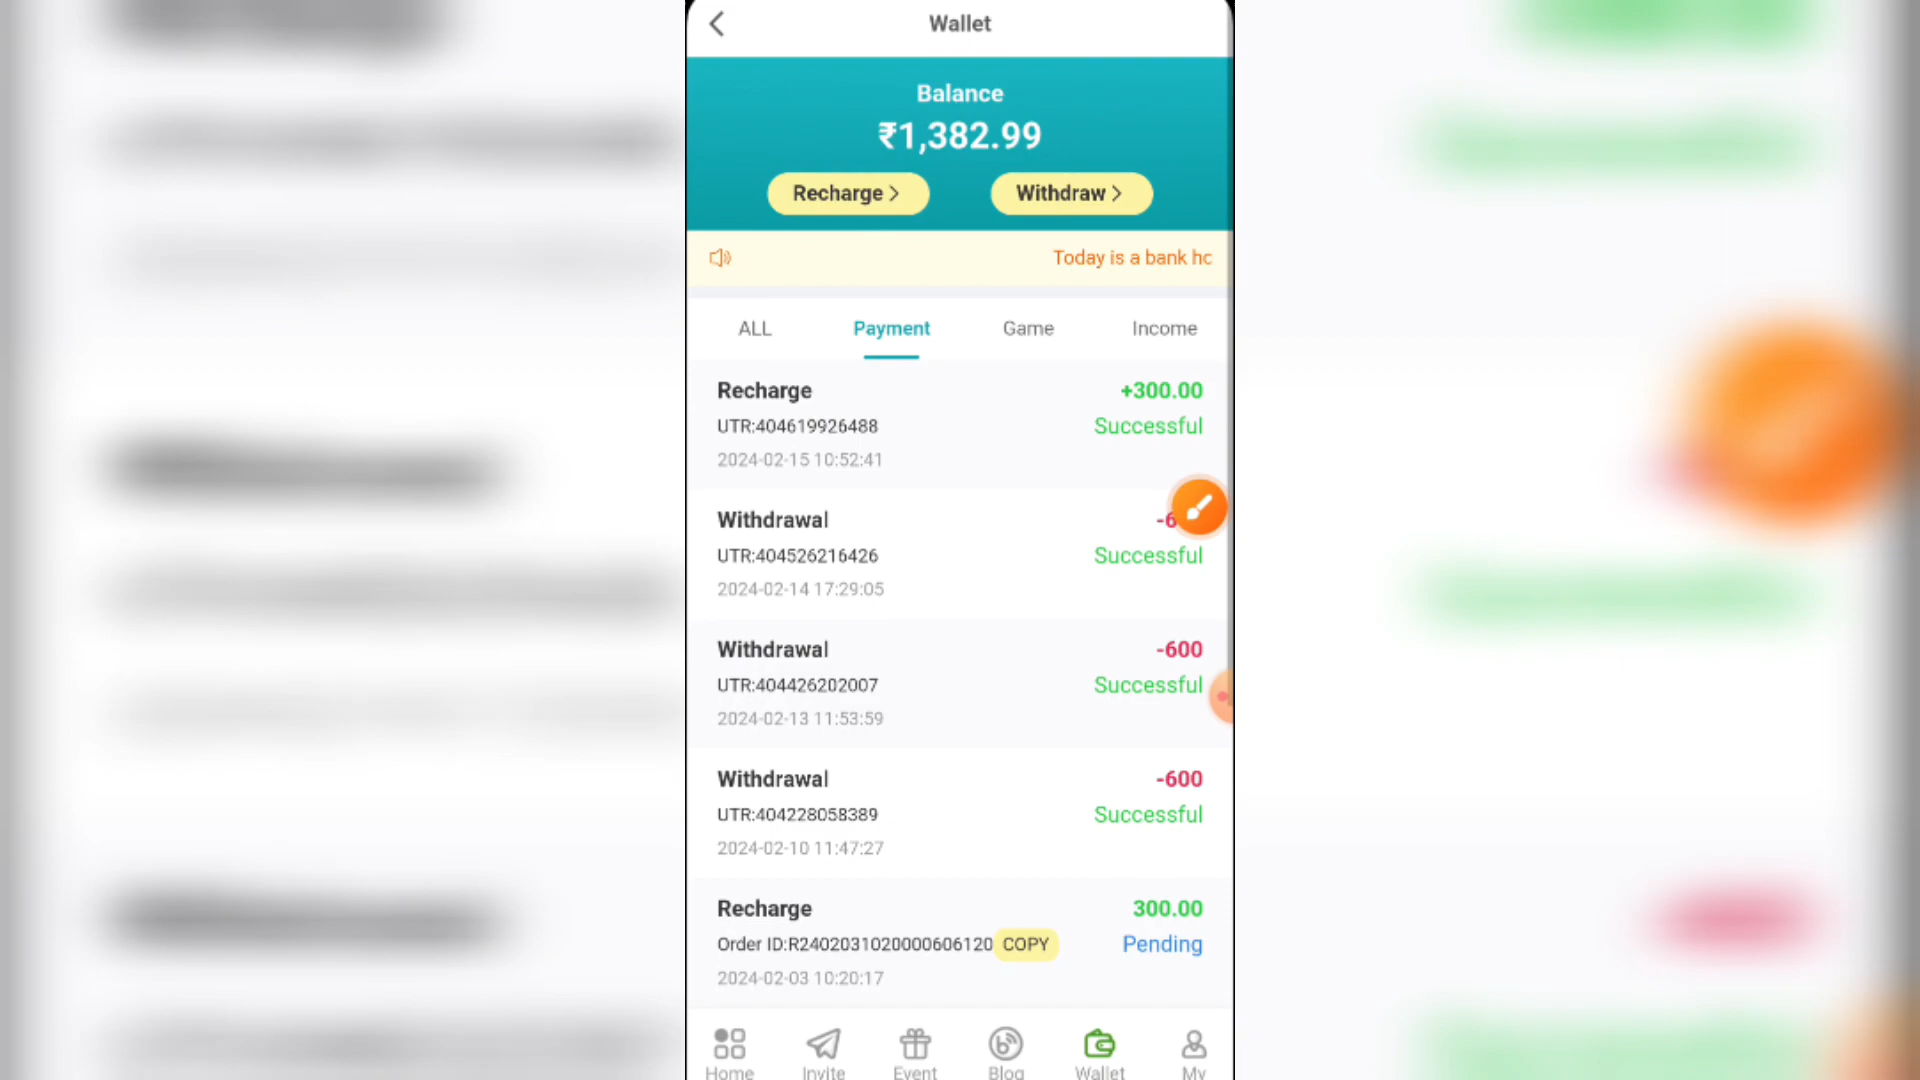 Wallet
Balance
₹1,382.99
Recharge > Withdraw >
Today is a bank hc
ALL Payment Game Income
Recharge +300.00
UTR:404619926488 Successful
2024-02-15 10:52:41
Withdrawal -6
UTR:404526216426 Successful
2024-02-14 17:29:05
Withdrawal -600
UTR:404426202007 Successful
2024-02-13 11:53:59
Withdrawal -600
UTR:404228058389 Successful
2024-02-10 11:47:27
Recharge 300.00
Order ID:R2402031020000606120 COPY Pending
2024-02-03 10:20:17
Home Invite Event Blog Wallet My